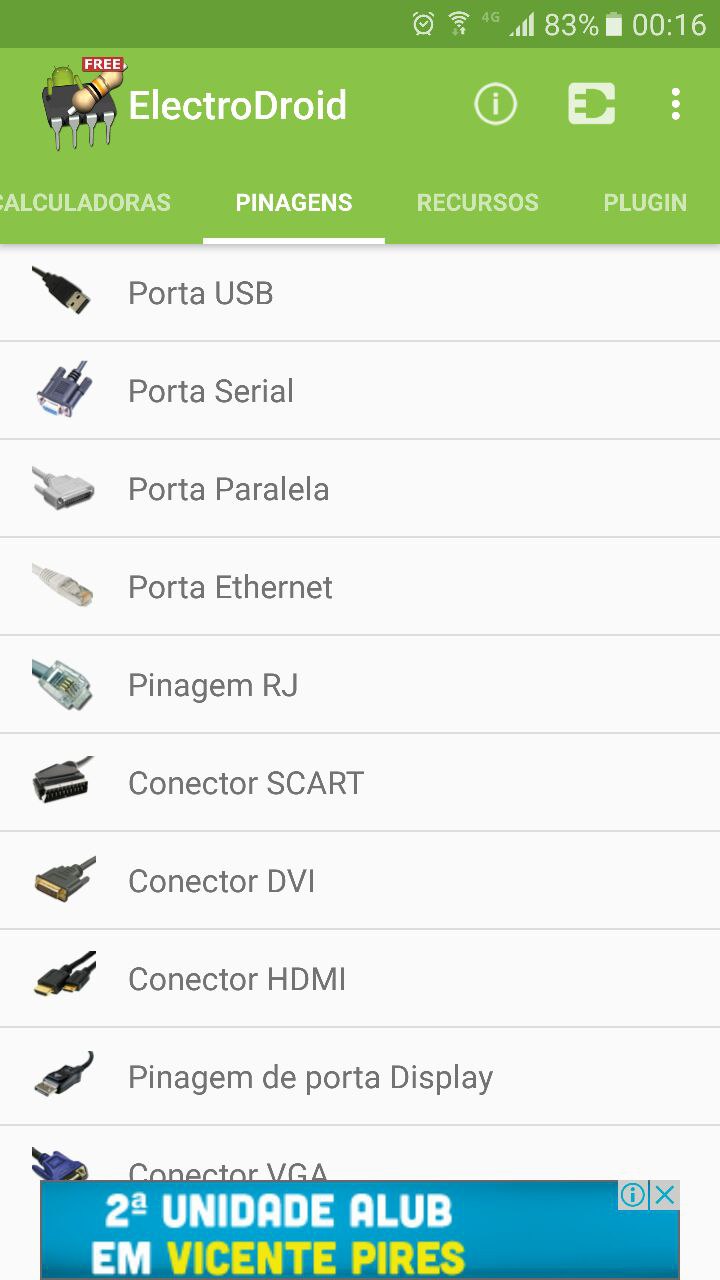 4G 83% 00:16
FREE
ElectroDroid
CALCULADORAS PINAGENS RECURSOS PLUGIN
Porta USB
Porta Serial
Porta Paralela
Porta Ethernet
Pinagem RJ
Conector SCART
Conector DVI
Conector HDMI
Pinagem de porta Display
Conector VGA
2ª UNIDADE ALUB
EM VICENTE PIRES